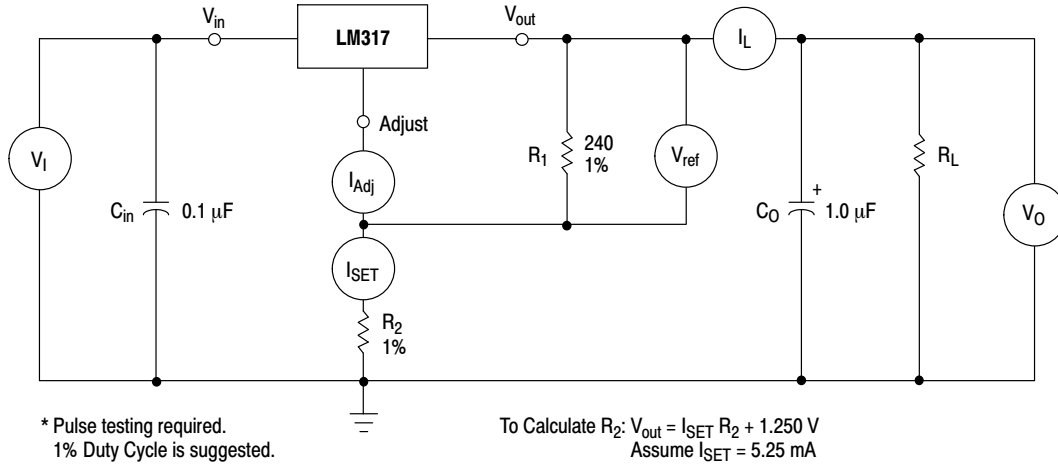 V_in
LM317
V_out
I_L
Adjust
V_I
C_in
0.1 μF
I_Adj
R_1
240
1%
V_ref
C_O
+
1.0 μF
R_L
V_O
I_SET
R_2
1%
* Pulse testing required.
1% Duty Cycle is suggested.
To Calculate R_2: V_out = I_SET R_2 + 1.250 V
Assume I_SET = 5.25 mA